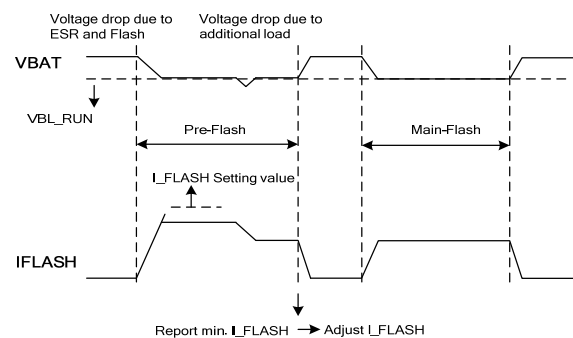 Voltage drop due to
ESR and Flash
Voltage drop due to
additional load
VBAT
VBL_RUN
Pre-Flash
Main-Flash
I_FLASH Setting value
IFLASH
Report min. I_FLASH
Adjust I_FLASH